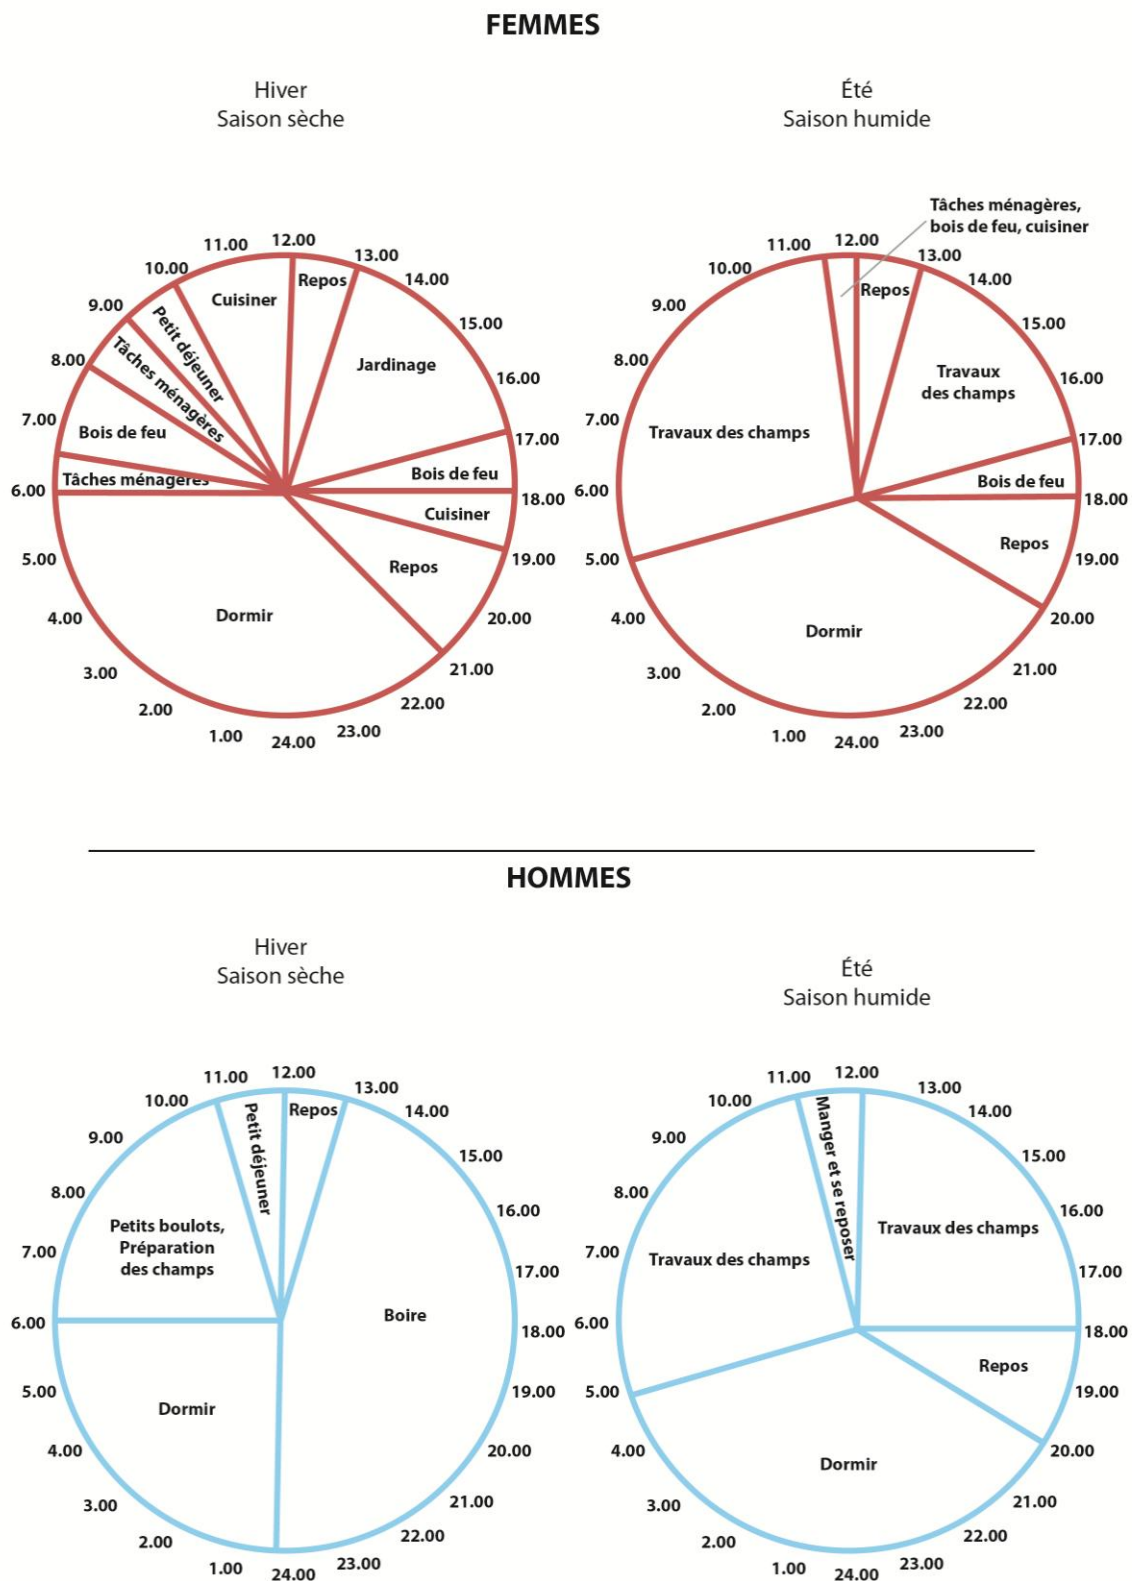 FEMMES
Hiver
Saison sèche
12.00
13.00
14.00
15.00
16.00
17.00
18.00
19.00
20.00
21.00
22.00
23.00
24.00
1.00
2.00
3.00
4.00
5.00
6.00
7.00
8.00
9.00
10.00
11.00
Repos
Jardinage
Bois de feu
Cuisiner
Repos
Dormir
Tâches ménagères
Bois de feu
Tâches ménagères
Petit déjeuner
Cuisiner
Été
Saison humide
Tâches ménagères,
bois de feu, cuisiner
12.00
13.00
14.00
15.00
16.00
17.00
18.00
19.00
20.00
21.00
22.00
23.00
24.00
1.00
2.00
3.00
4.00
5.00
6.00
7.00
8.00
9.00
10.00
11.00
Repos
Travaux
des champs
Bois de feu
Repos
Dormir
Travaux des champs
HOMMES
Hiver
Saison sèche
12.00
13.00
14.00
15.00
16.00
17.00
18.00
19.00
20.00
21.00
22.00
23.00
24.00
1.00
2.00
3.00
4.00
5.00
6.00
7.00
8.00
9.00
10.00
11.00
Repos
Boire
Dormir
Petits boulots,
Préparation
des champs
Petit déjeuner
Été
Saison humide
12.00
13.00
14.00
15.00
16.00
17.00
18.00
19.00
20.00
21.00
22.00
23.00
24.00
1.00
2.00
3.00
4.00
5.00
6.00
7.00
8.00
9.00
10.00
11.00
Travaux des champs
Repos
Dormir
Travaux des champs
Manger et se reposer